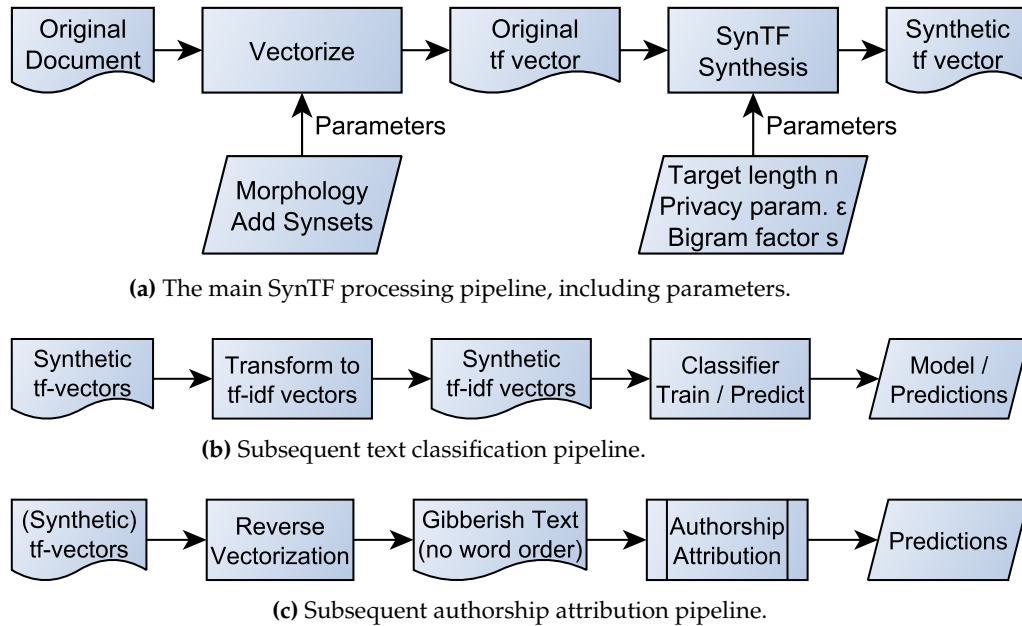 Original
Document
Vectorize
Original
tf vector
SynTF
Synthesis
Synthetic
tf vector
Parameters
Parameters
Morphology
Add Synsets
Target length n
Privacy param. ε
Bigram factor s
(a) The main SynTF processing pipeline, including parameters.
Synthetic
tf-vectors
Transform to
tf-idf vectors
Synthetic
tf-idf vectors
Classifier
Train / Predict
Model /
Predictions
(b) Subsequent text classification pipeline.
(Synthetic)
tf-vectors
Reverse
Vectorization
Gibberish Text
(no word order)
Authorship
Attribution
Predictions
(c) Subsequent authorship attribution pipeline.